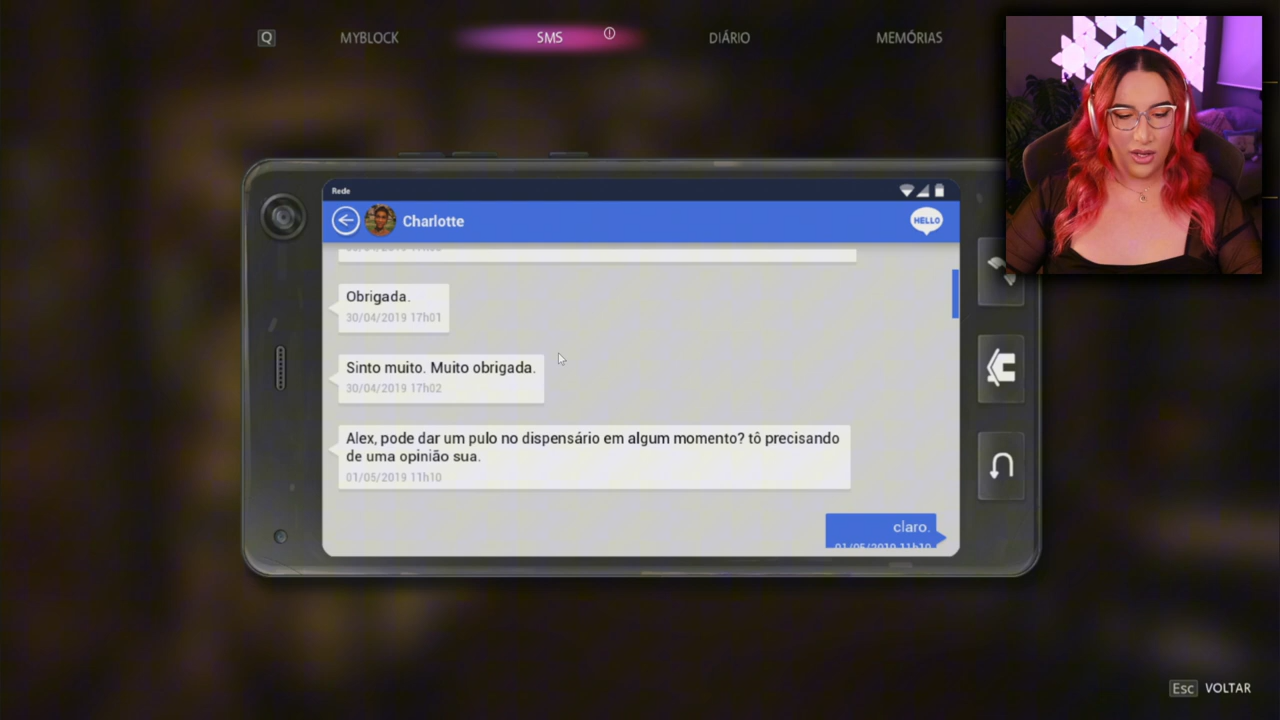 Q MYBLOCK SMS DIÁRIO MEMÓRIAS
Rede
Charlotte
HELLO
Obrigada.
30/04/2019 17h01
Sinto muito. Muito obrigada.
30/04/2019 17h02
Alex, pode dar um pulo no dispensário em algum momento? tô precisando
de uma opinião sua.
01/05/2019 11h10
claro.
Esc VOLTAR